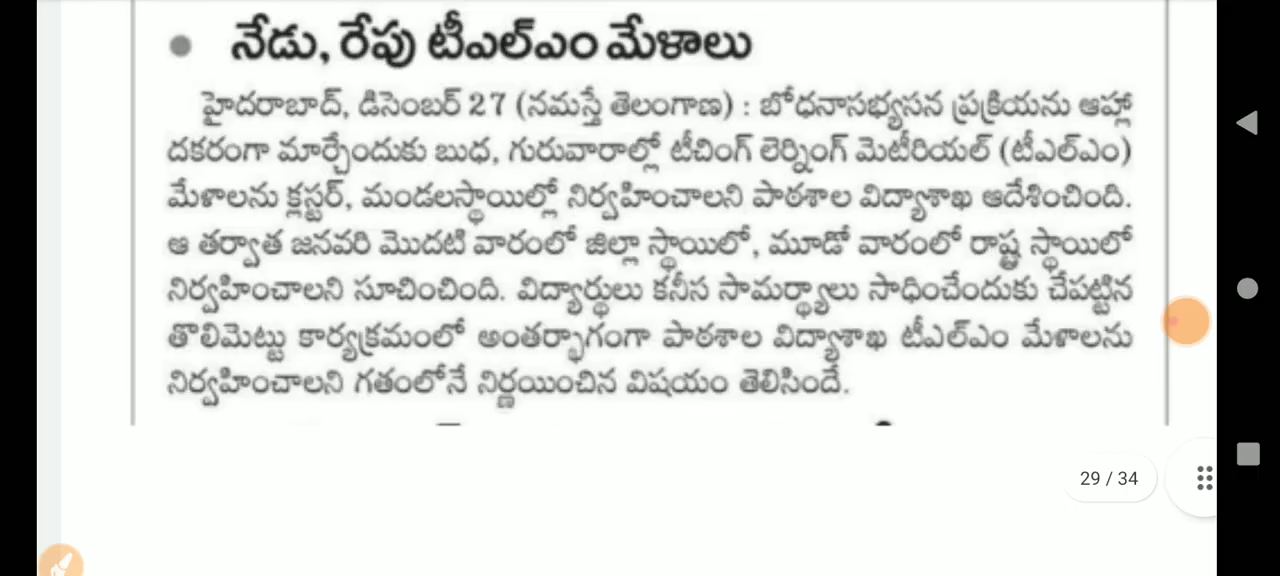 నేడు, రేపు టీఎల్ఎం మేళాలు
హైదరాబాద్, డిసెంబర్ 27 (నమస్తే తెలంగాణ) : బోధనాసభ్యసన ప్రక్రియను ఆహ్లా
దకరంగా మార్చేందుకు బుధ, గురువారాల్లో టీచింగ్ లెర్నింగ్ మెటీరియల్ (టీఎల్ఎం)
మేళాలను క్లస్టర్, మండలస్థాయిల్లో నిర్వహించాలని పాఠశాల విద్యాశాఖ ఆదేశించింది.
ఆ తర్వాత జనవరి మొదటి వారంలో జిల్లా స్థాయిలో, మూడో వారంలో రాష్ట్ర స్థాయిలో
నిర్వహించాలని సూచించింది. విద్యార్థులు కనీస సామర్థ్యాలు సాధించేందుకు చేపట్టిన
తొలిమెట్టు కార్యక్రమంలో అంతర్భాగంగా పాఠశాల విద్యాశాఖ టీఎల్ఎం మేళాలను
నిర్వహించాలని గతంలోనే నిర్ణయించిన విషయం తెలిసిందే.
29 / 34